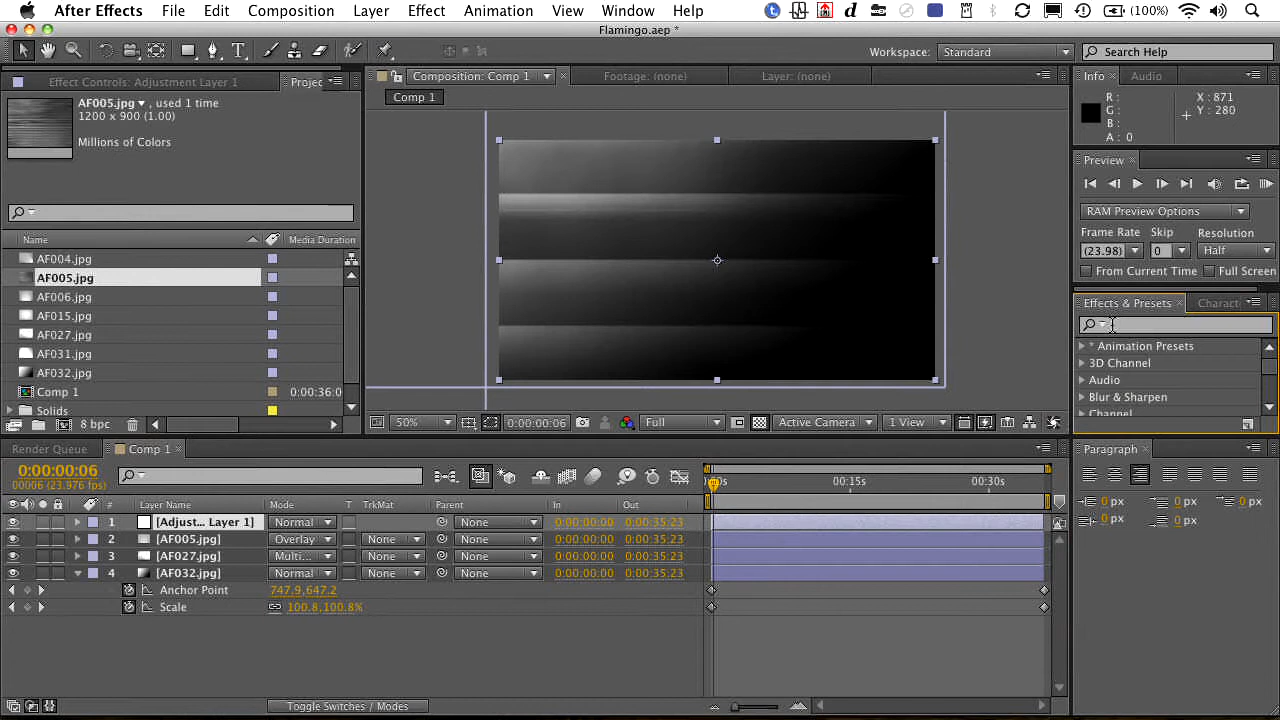 After Effects File Edit Composition Layer Effect Animation View Window Help (100%)
Flamingo.aep *
Workspace: Standard Search Help
Effect Controls: Adjustment Layer 1 Projec
AF005.jpg ▾ , used 1 time
1200 x 900 (1.00)
Millions of Colors
Name Media Duration
AF004.jpg
AF005.jpg
AF006.jpg
AF015.jpg
AF027.jpg
AF031.jpg
AF032.jpg
Comp 1 0:00:36:0
Solids
8 bpc
Composition: Comp 1 Footage: (none) Layer: (none)
Comp 1
50% 0:00:00:06 Full Active Camera 1 View
Info Audio
R : X : 871
G : Y : 280
B :
A : 0
Preview
RAM Preview Options
Frame Rate Skip Resolution
(23.98) 0 Half
From Current Time Full Screen
Effects & Presets Charact
* Animation Presets
3D Channel
Audio
Blur & Sharpen
Channel
Render Queue Comp 1
0:00:00:06
00006 (23.976 fps)
:00s 00:15s 00:30s
# Layer Name Mode T TrkMat Parent In Out
1 [Adjust... Layer 1] Normal None 0:00:00:00 0:00:35:23
2 [AF005.jpg] Overlay None None 0:00:00:00 0:00:35:23
3 [AF027.jpg] Multi... None None 0:00:00:00 0:00:35:23
4 [AF032.jpg] Normal None None 0:00:00:00 0:00:35:23
Anchor Point 747.9,647.2
Scale 100.8,100.8%
Toggle Switches / Modes
Paragraph
0 px 0 px 0 px
0 px 0 px